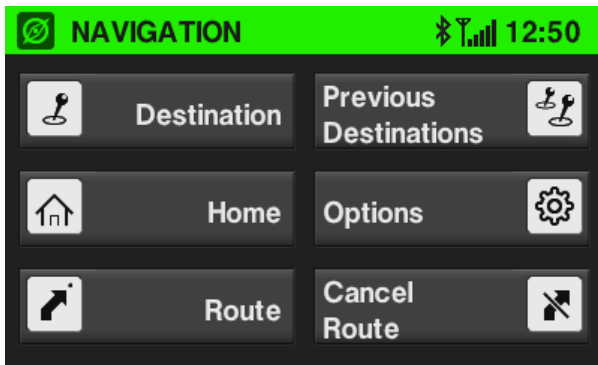 NAVIGATION 12:50
Destination
Previous
Destinations
Home
Options
Route
Cancel
Route